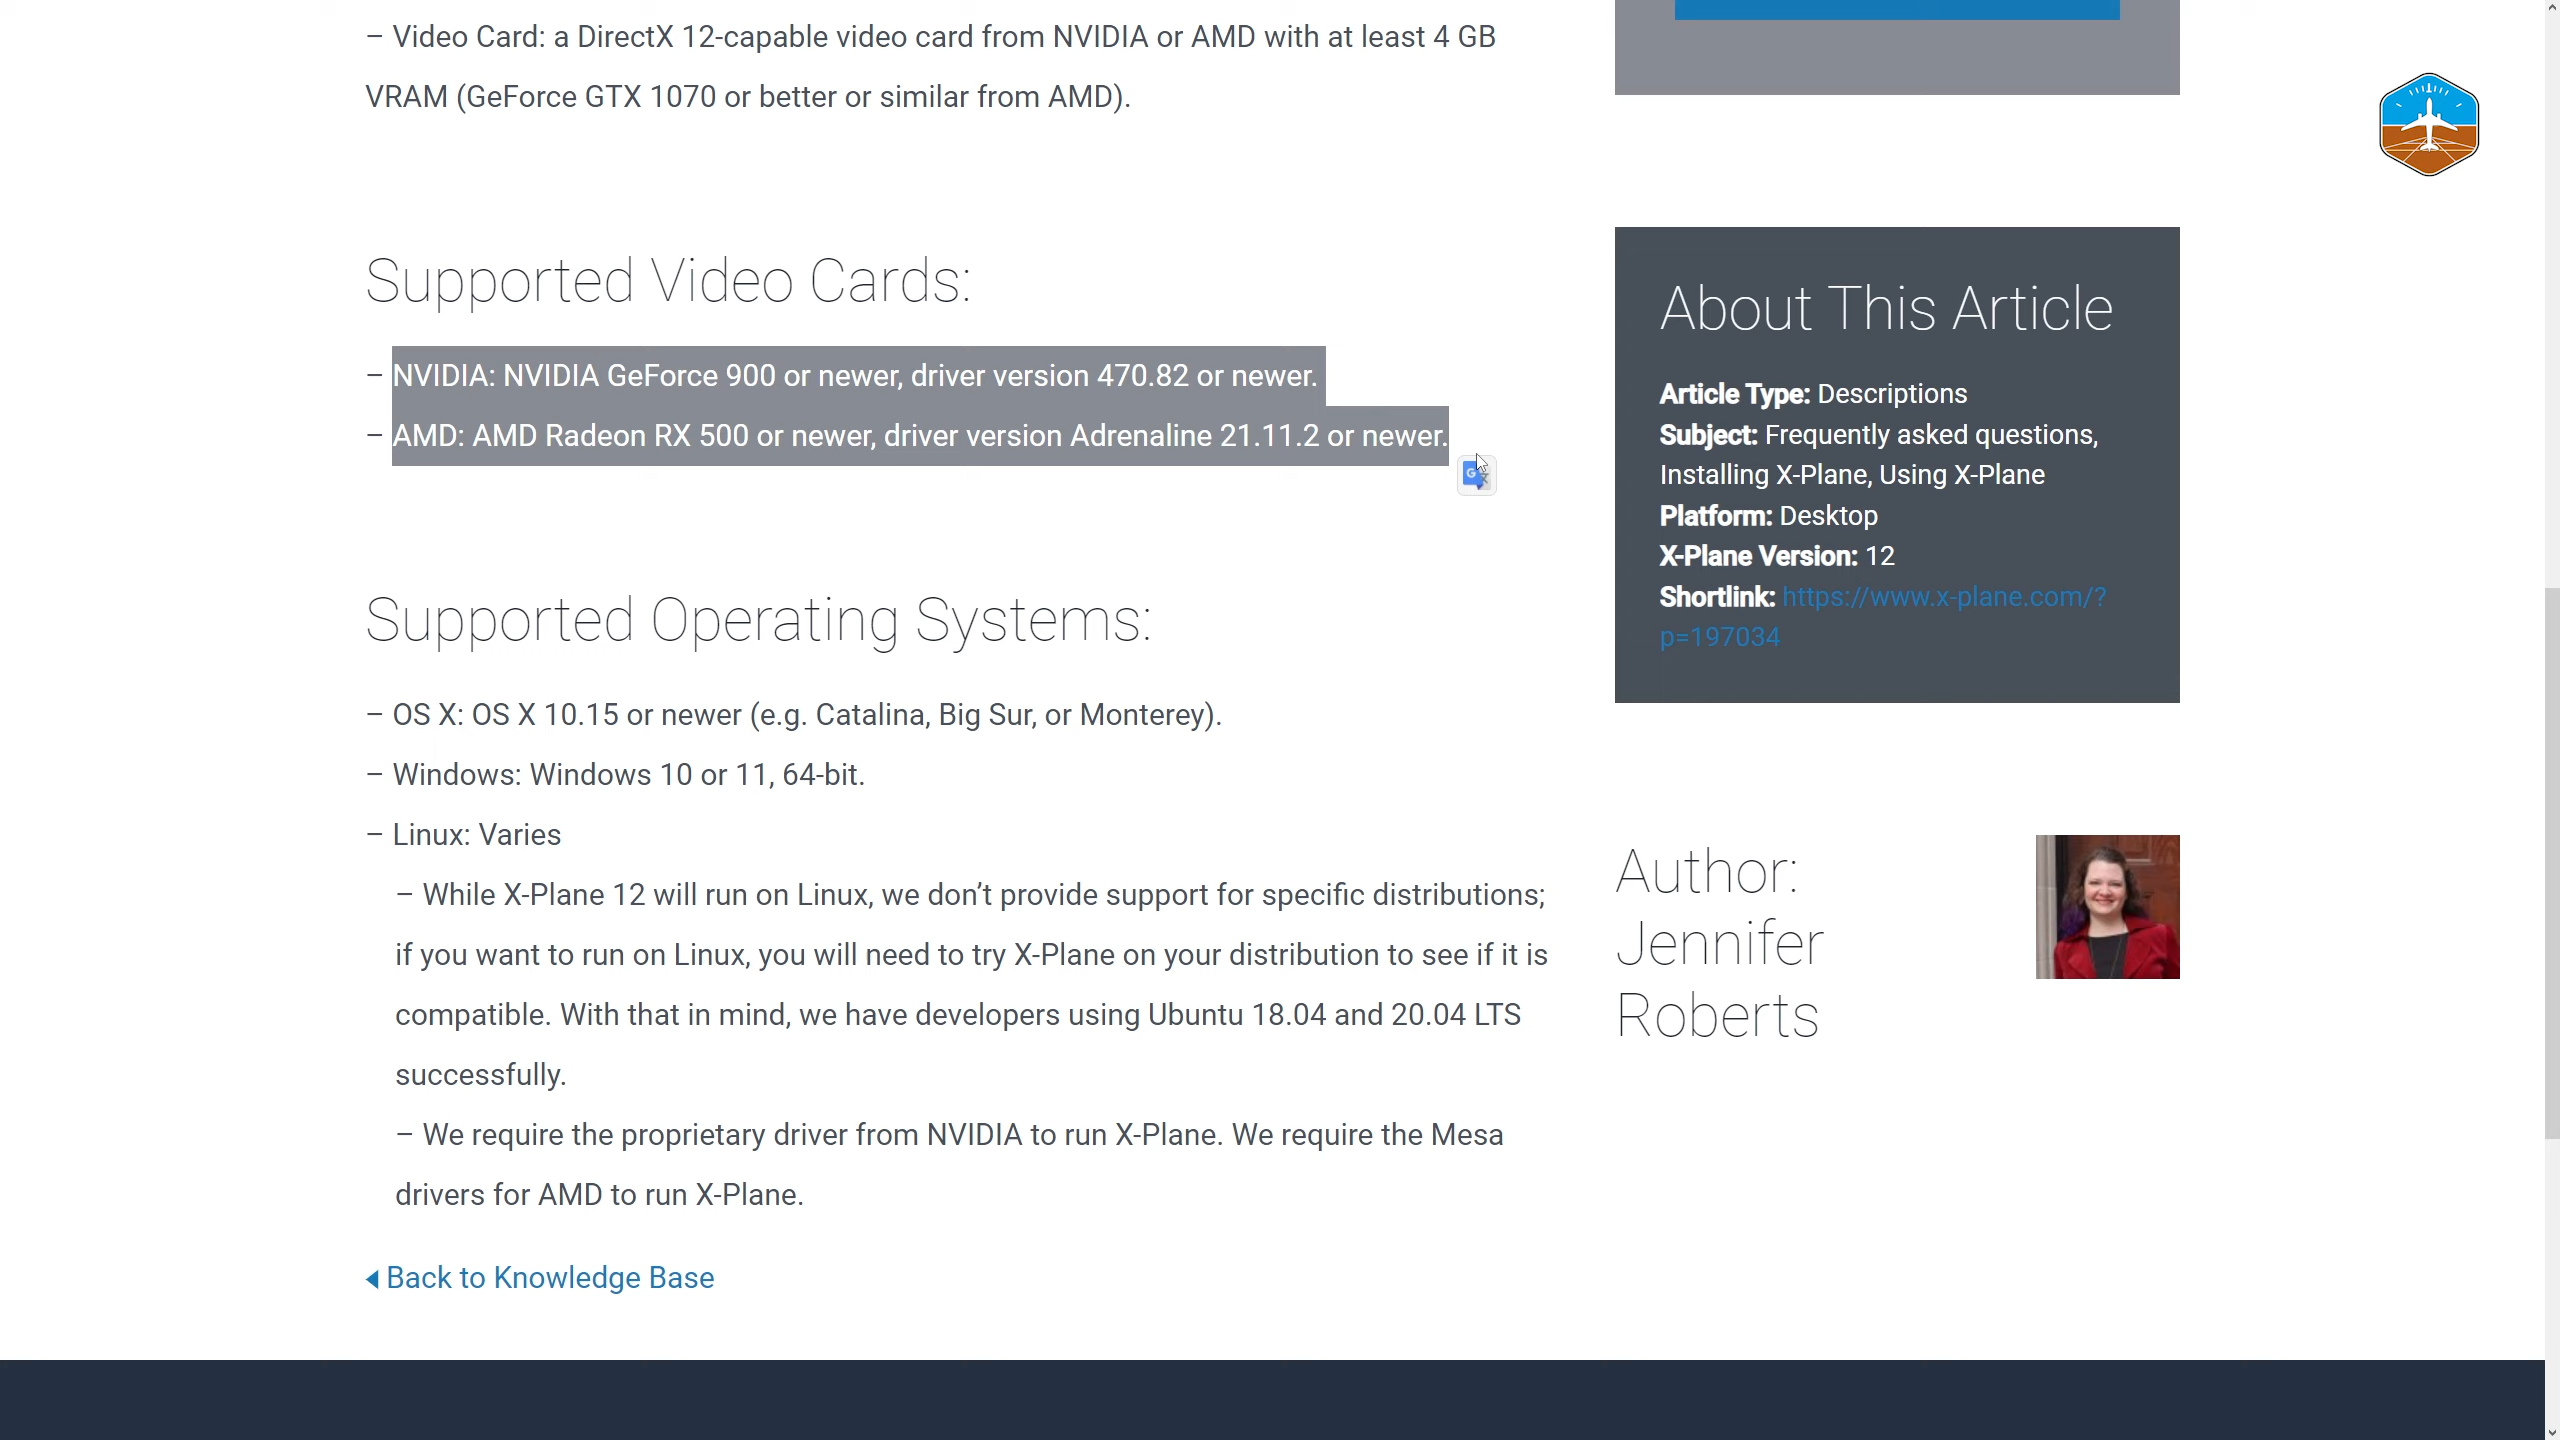 – Video Card: a DirectX 12-capable video card from NVIDIA or AMD with at least 4 GB
VRAM (GeForce GTX 1070 or better or similar from AMD).
Supported Video Cards:
– NVIDIA: NVIDIA GeForce 900 or newer, driver version 470.82 or newer.
– AMD: AMD Radeon RX 500 or newer, driver version Adrenaline 21.11.2 or newer.
Supported Operating Systems:
– OS X: OS X 10.15 or newer (e.g. Catalina, Big Sur, or Monterey).
– Windows: Windows 10 or 11, 64-bit.
– Linux: Varies
– While X-Plane 12 will run on Linux, we don’t provide support for specific distributions;
if you want to run on Linux, you will need to try X-Plane on your distribution to see if it is
compatible. With that in mind, we have developers using Ubuntu 18.04 and 20.04 LTS
successfully.
– We require the proprietary driver from NVIDIA to run X-Plane. We require the Mesa
drivers for AMD to run X-Plane.
Back to Knowledge Base
About This Article
Article Type: Descriptions
Subject: Frequently asked questions,
Installing X-Plane, Using X-Plane
Platform: Desktop
X-Plane Version: 12
Shortlink: https://www.x-plane.com/?
p=197034
Author:
Jennifer
Roberts